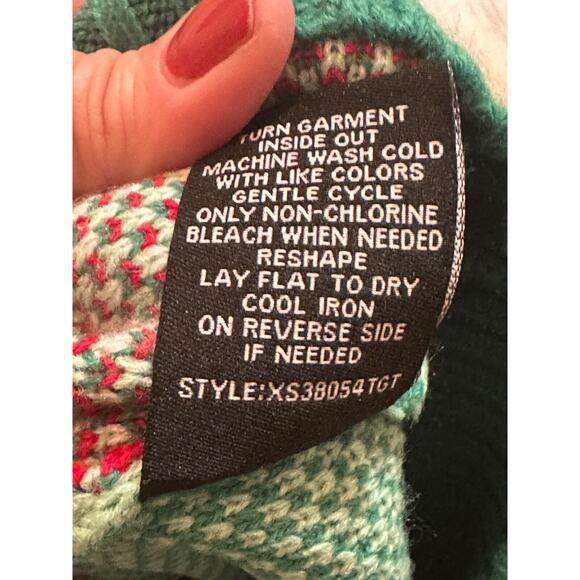 TURN GARMENT
INSIDE OUT
MACHINE WASH COLD
WITH LIKE COLORS
GENTLE CYCLE
ONLY NON-CHLORINE
BLEACH WHEN NEEDED
RESHAPE
LAY FLAT TO DRY
COOL IRON
ON REVERSE SIDE
IF NEEDED
STYLE:XS38054TGT